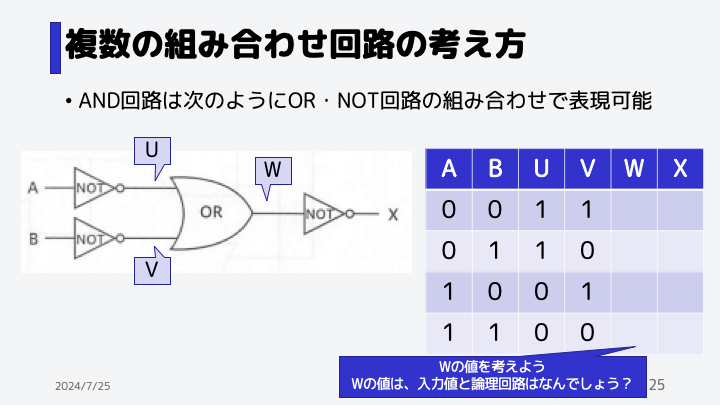 複数の組み合わせ回路の考え方
• AND回路は次のようにOR・NOT回路の組み合わせで表現可能
U
W
A NOT
OR
NOT X
B NOT
V
A B U V W X
0 0 1 1
0 1 1 0
1 0 0 1
1 1 0 0
Wの値を考えよう
Wの値は、入力値と論理回路はなんでしょう？
2024/7/25
25